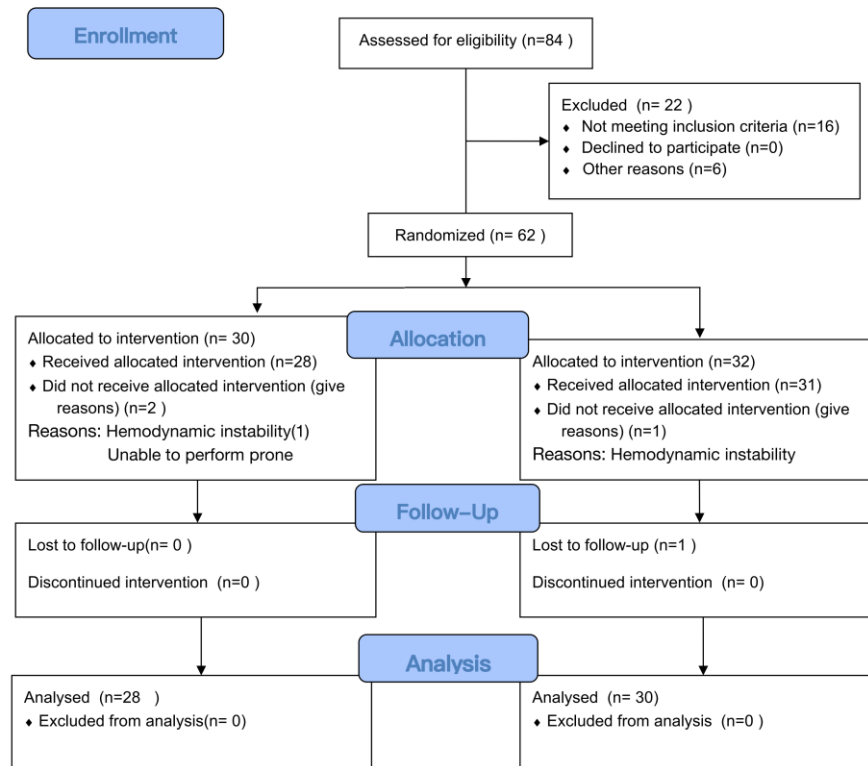 Enrollment
Assessed for eligibility (n=84 )
Excluded (n= 22 )
♦ Not meeting inclusion criteria (n=16)
♦ Declined to participate (n=0)
♦ Other reasons (n=6)
Randomized (n= 62 )
Allocation
Allocated to intervention (n= 30)
♦ Received allocated intervention (n=28)
♦ Did not receive allocated intervention (give
reasons) (n=2 )
Reasons: Hemodynamic instability(1)
Unable to perform prone
Allocated to intervention (n=32)
♦ Received allocated intervention (n=31)
♦ Did not receive allocated intervention (give
reasons) (n=1)
Reasons: Hemodynamic instability
Follow-Up
Lost to follow-up(n= 0 )
Discontinued intervention (n=0 )
Lost to follow-up (n=1 )
Discontinued intervention (n= 0)
Analysis
Analysed (n=28 )
♦ Excluded from analysis(n= 0)
Analysed (n= 30)
♦ Excluded from analysis (n=0 )